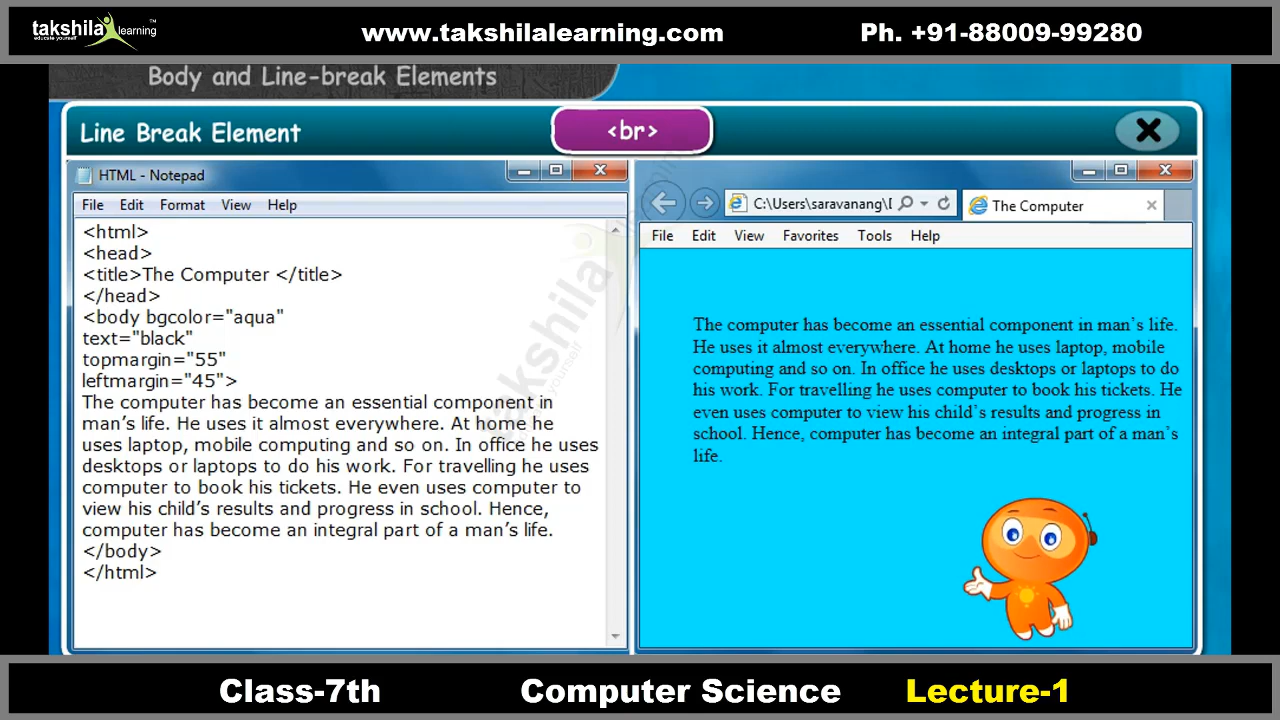 takshila learning
educate yourself
www.takshilalearning.com
Ph. +91-88009-99280
Body and Line-break Elements
Line Break Element
<br>
HTML - Notepad
File Edit Format View Help
<html>
<head>
<title>The Computer </title>
</head>
<body bgcolor="aqua"
text="black"
topmargin="55"
leftmargin="45">
The computer has become an essential component in
man's life. He uses it almost everywhere. At home he
uses laptop, mobile computing and so on. In office he uses
desktops or laptops to do his work. For travelling he uses
computer to book his tickets. He even uses computer to
view his child's results and progress in school. Hence,
computer has become an integral part of a man's life.
</body>
</html>
C:\Users\saravanang\
The Computer
File Edit View Favorites Tools Help
The computer has become an essential component in man's life.
He uses it almost everywhere. At home he uses laptop, mobile
computing and so on. In office he uses desktops or laptops to do
his work. For travelling he uses computer to book his tickets. He
even uses computer to view his child's results and progress in
school. Hence, computer has become an integral part of a man's
life.
takshila
educate yourself
Class-7th
Computer Science
Lecture-1